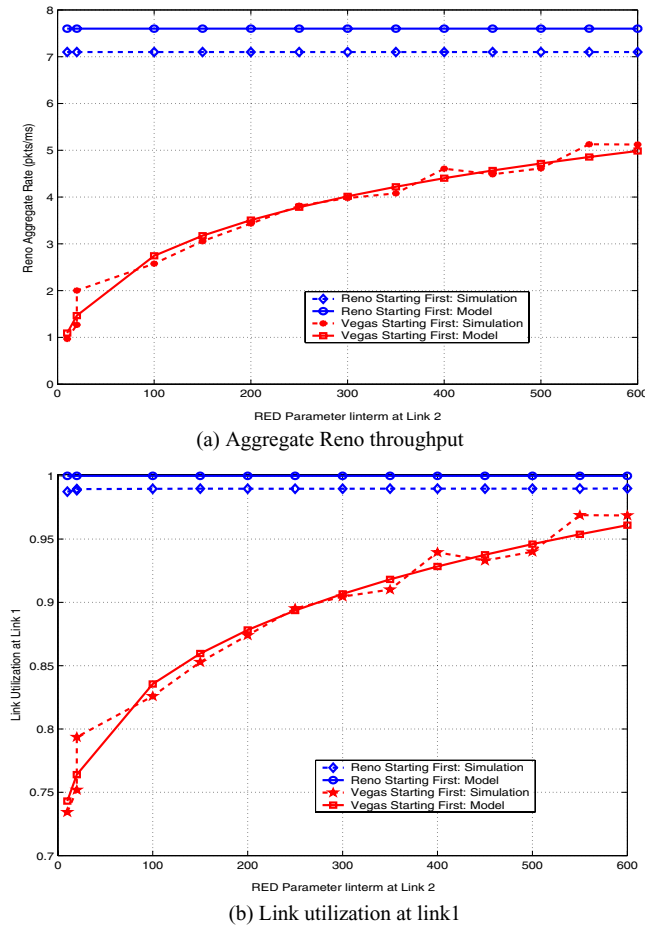 8
7
6
5
4
3
2
1
0
Reno Aggregate Rate (pkts/ms)
Reno Starting First: Simulation
Reno Starting First: Model
Vegas Starting First: Simulation
Vegas Starting First: Model
0 100 200 300 400 500 600
RED Parameter linterm at Link 2
(a) Aggregate Reno throughput
1
0.95
0.9
0.85
0.8
0.75
0.7
Link Utilization at Link 1
Reno Starting First: Simulation
Reno Starting First: Model
Vegas Starting First: Simulation
Vegas Starting First: Model
0 100 200 300 400 500 600
RED Parameter linterm at Link 2
(b) Link utilization at link1